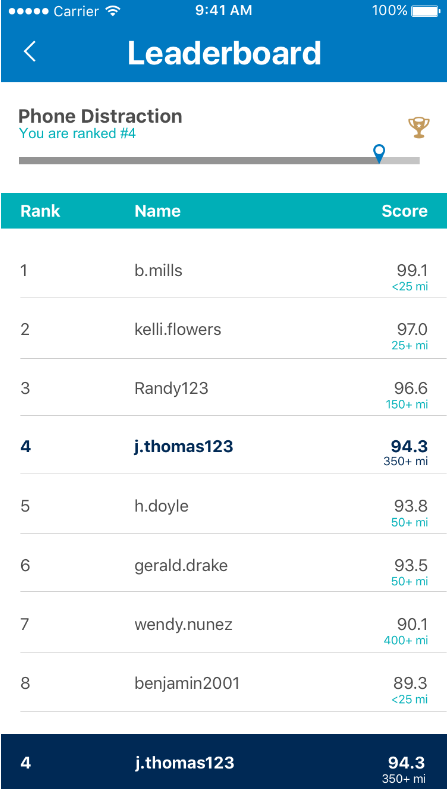 ●●●●● Carrier 9:41 AM 100%
Leaderboard
Phone Distraction
You are ranked #4
Rank Name Score
1 b.mills 99.1
<25 mi
2 kelli.flowers 97.0
25+ mi
3 Randy123 96.6
150+ mi
4 j.thomas123 94.3
350+ mi
5 h.doyle 93.8
50+ mi
6 gerald.drake 93.5
50+ mi
7 wendy.nunez 90.1
400+ mi
8 benjamin2001 89.3
<25 mi
4 j.thomas123 94.3
350+ mi